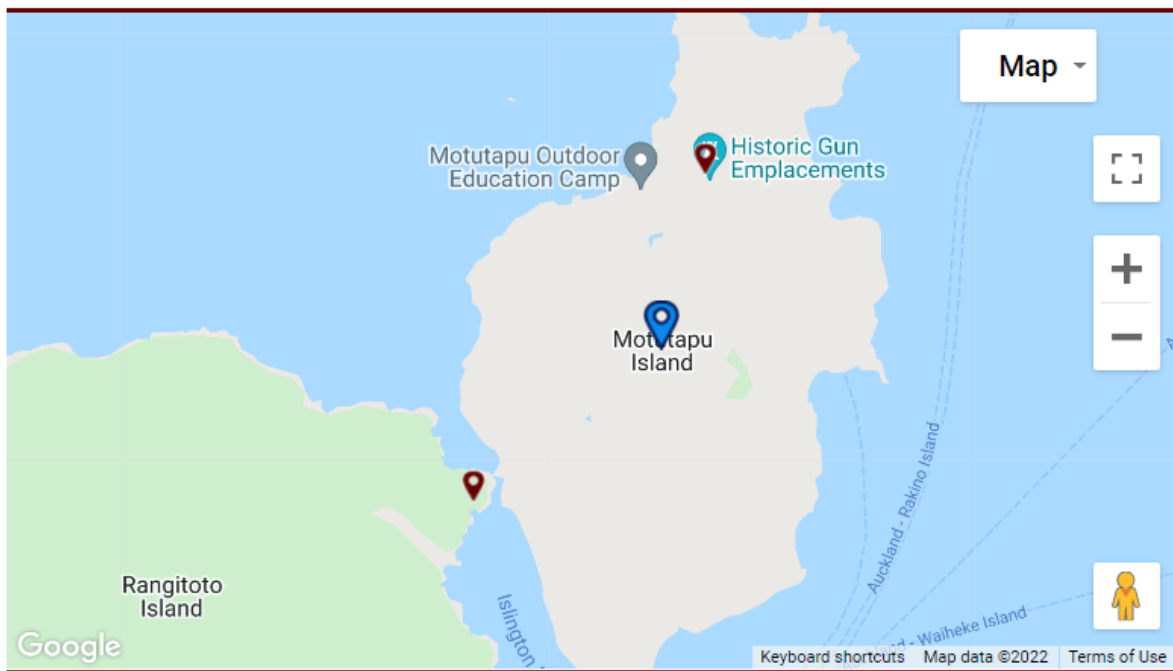 Map
Motutapu Outdoor
Education Camp
Historic Gun
Emplacements
Motutapu
Island
Auckland - Rakino Island
Rangitoto
Island
Islington
- Waiheke Island
Google
Keyboard shortcuts
Map data ©2022
Terms of Use